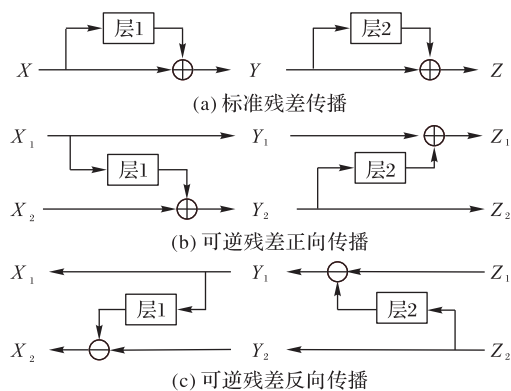 层1 层2
X Y Z
(a) 标准残差传播
X₁ Y₁ Z₁
层1 层2
X₂ Y₂ Z₂
(b) 可逆残差正向传播
X₁ Y₁ Z₁
层1 层2
X₂ Y₂ Z₂
(c) 可逆残差反向传播